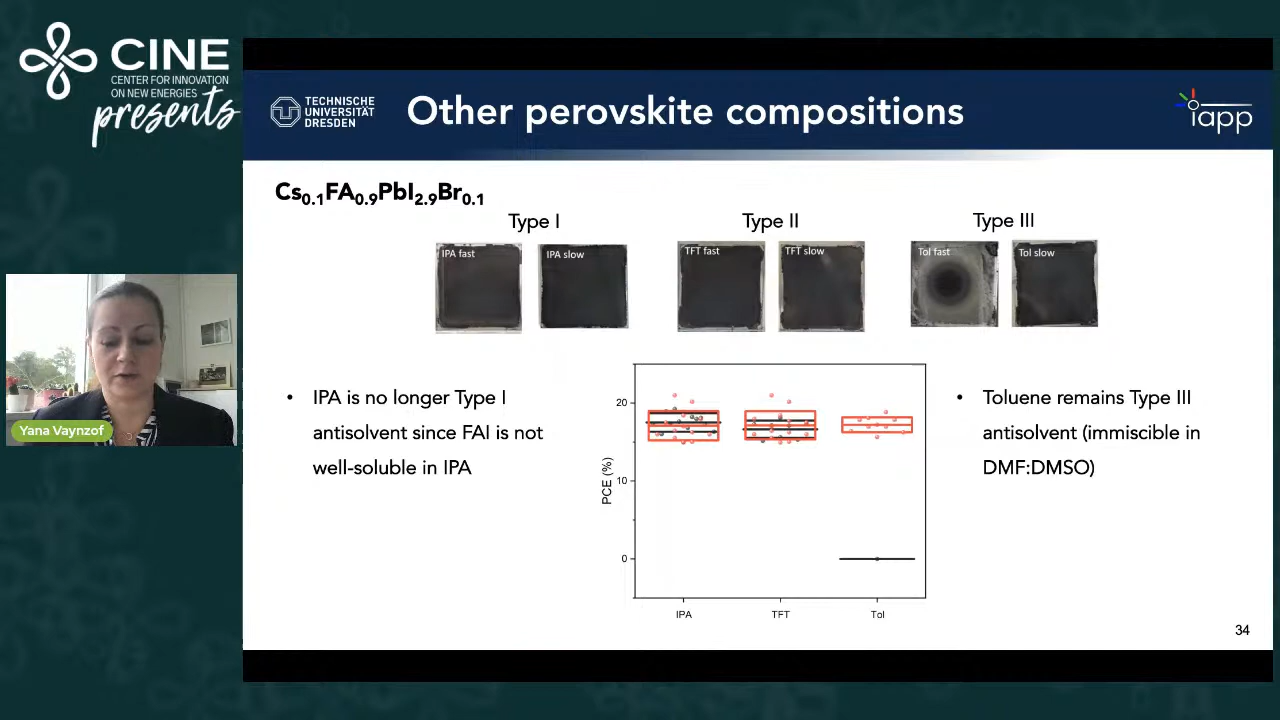 CINE
CENTER FOR INNOVATION
ON NEW ENERGIES
presents
TECHNISCHE
UNIVERSITÄT
DRESDEN
Other perovskite compositions
iapp
Cs0.1FA0.9PbI2.9Br0.1
Type I
Type II
Type III
IPA fast
IPA slow
TFT fast
TFT slow
Tol fast
Tol slow
• IPA is no longer Type I
antisolvent since FAI is not
well-soluble in IPA
PCE (%)
20
10
0
IPA
TFT
Tol
• Toluene remains Type III
antisolvent (immiscible in
DMF:DMSO)
Yana Vaynzof
34